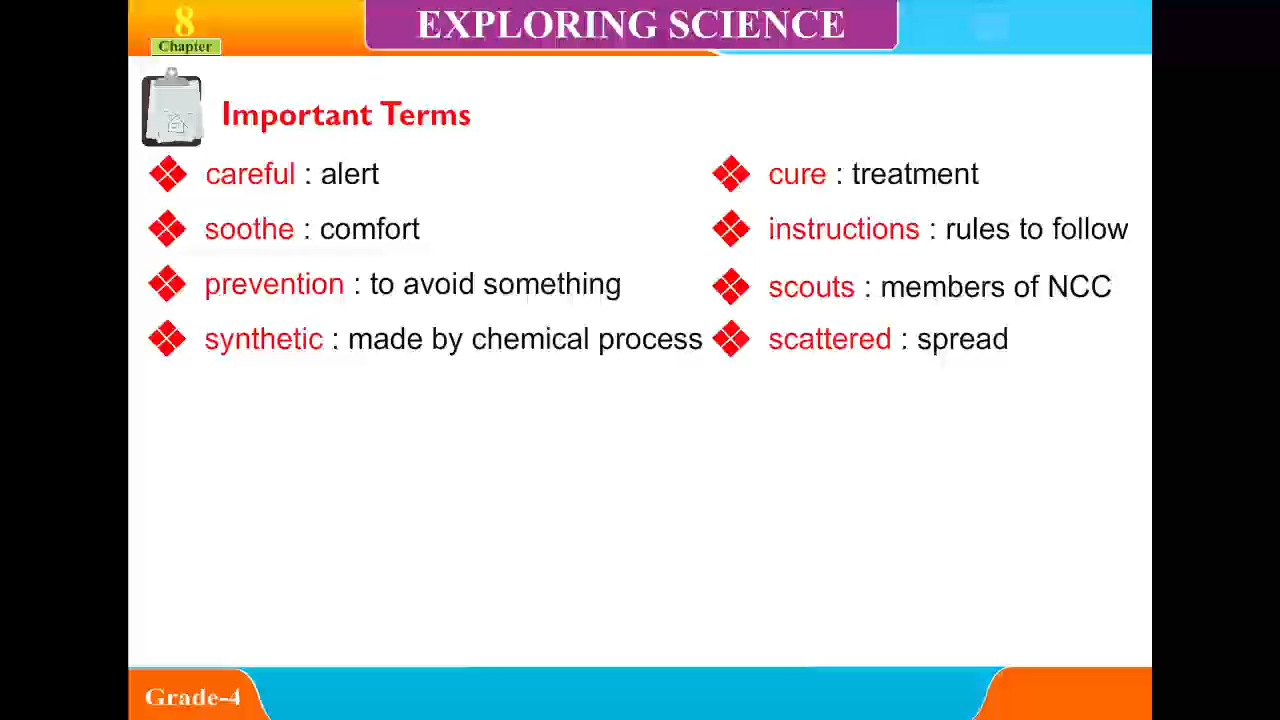 8
Chapter
EXPLORING SCIENCE
Important Terms
careful : alert
soothe : comfort
prevention : to avoid something
synthetic : made by chemical process
cure : treatment
instructions : rules to follow
scouts : members of NCC
scattered : spread
Grade-4